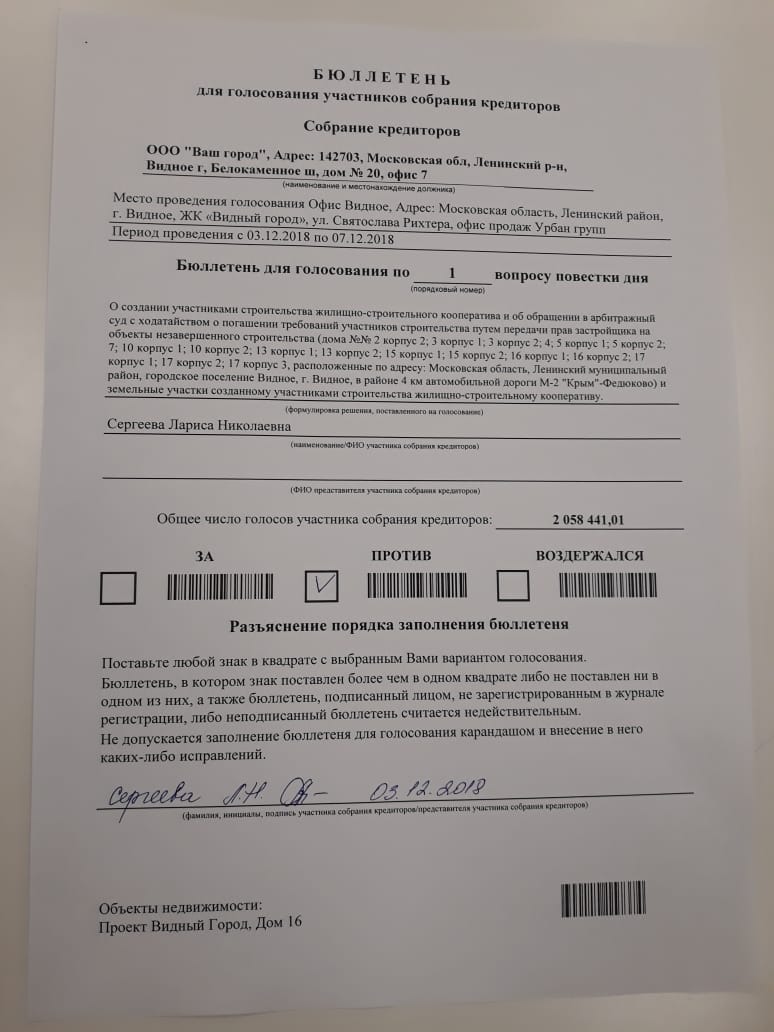 БЮЛЛЕТЕНЬ
для голосования участников собрания кредиторов
Собрание кредиторов
ООО "Ваш город", Адрес: 142703, Московская обл, Ленинский р-н,
Видное г, Белокаменное ш, дом № 20, офис 7
(наименование и местонахождение должника)
Место проведения голосования Офис Видное, Адрес: Московская область, Ленинский район,
г. Видное, ЖК «Видный город», ул. Святослава Рихтера, офис продаж Урбан групп
Период проведения с 03.12.2018 по 07.12.2018
Бюллетень для голосования по 1 вопросу повестки дня
(порядковый номер)
О создании участниками строительства жилищно-строительного кооператива и об обращении в арбитражный
суд с ходатайством о погашении требований участников строительства путем передачи прав застройщика на
объекты незавершенного строительства (дома №№ 2 корпус 2; 3 корпус 1; 3 корпус 2; 4; 5 корпус 1; 5 корпус 2;
7; 10 корпус 1; 10 корпус 2; 13 корпус 1; 13 корпус 2; 15 корпус 1; 15 корпус 2; 16 корпус 1; 16 корпус 2; 17
корпус 1; 17 корпус 2; 17 корпус 3, расположенные по адресу: Московская область, Ленинский муниципальный
район, городское поселение Видное, г. Видное, в районе 4 км автомобильной дороги М-2 "Крым"-Федюково) и
земельные участки созданному участниками строительства жилищно-строительному кооперативу.
(формулировка решения, поставленного на голосование)
Сергеева Лариса Николаевна
(наименование/ФИО участника собрания кредиторов)
(ФИО представителя участника собрания кредиторов)
Общее число голосов участника собрания кредиторов: 2 058 441,01
ЗА ПРОТИВ ВОЗДЕРЖАЛСЯ
Разъяснение порядка заполнения бюллетеня
Поставьте любой знак в квадрате с выбранным Вами вариантом голосования.
Бюллетень, в котором знак поставлен более чем в одном квадрате либо не поставлен ни в
одном из них, а также бюллетень, подписанный лицом, не зарегистрированным в журнале
регистрации, либо неподписанный бюллетень считается недействительным.
Не допускается заполнение бюллетеня для голосования карандашом и внесение в него
каких-либо исправлений.
Сергеева Л.Н. 03.12.2018
(фамилия, инициалы, подпись участника собрания кредиторов/представителя участника собрания кредиторов)
Объекты недвижимости:
Проект Видный Город, Дом 16